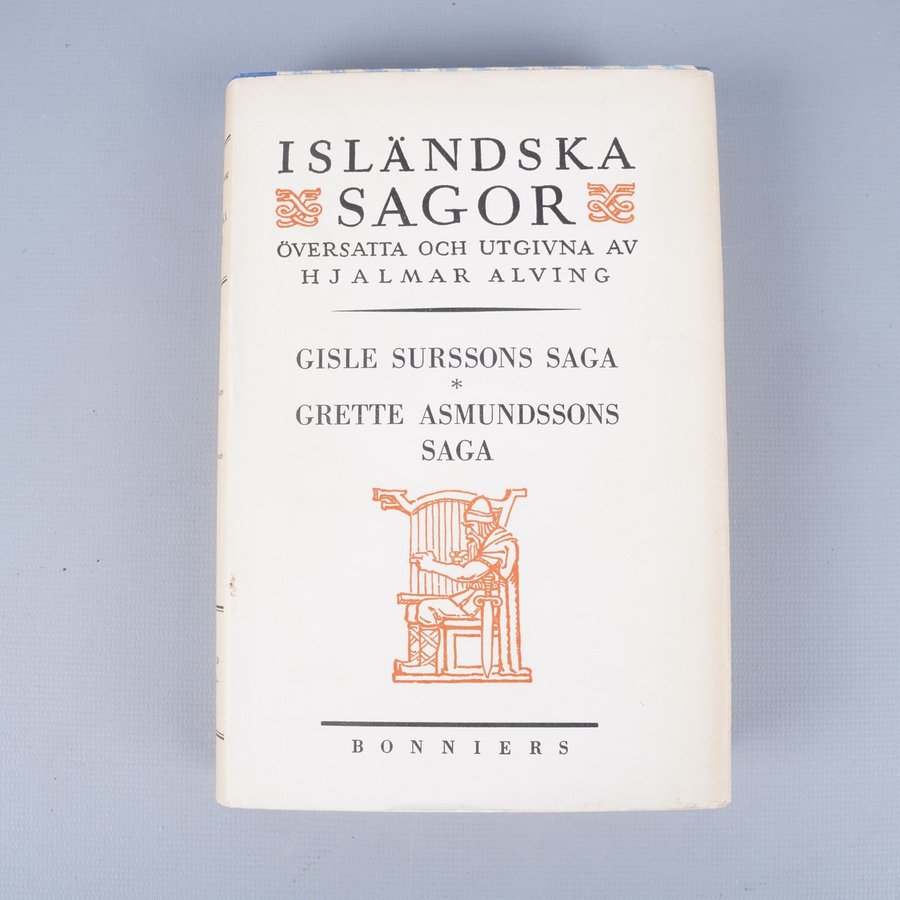 ISLÄNDSKA
SAGOR
ÖVERSATTA OCH UTGIVNA AV
HJALMAR ALVING
GISLE SURSSONS SAGA
*
GRETTE ASMUNDSSONS
SAGA
BONNIERS